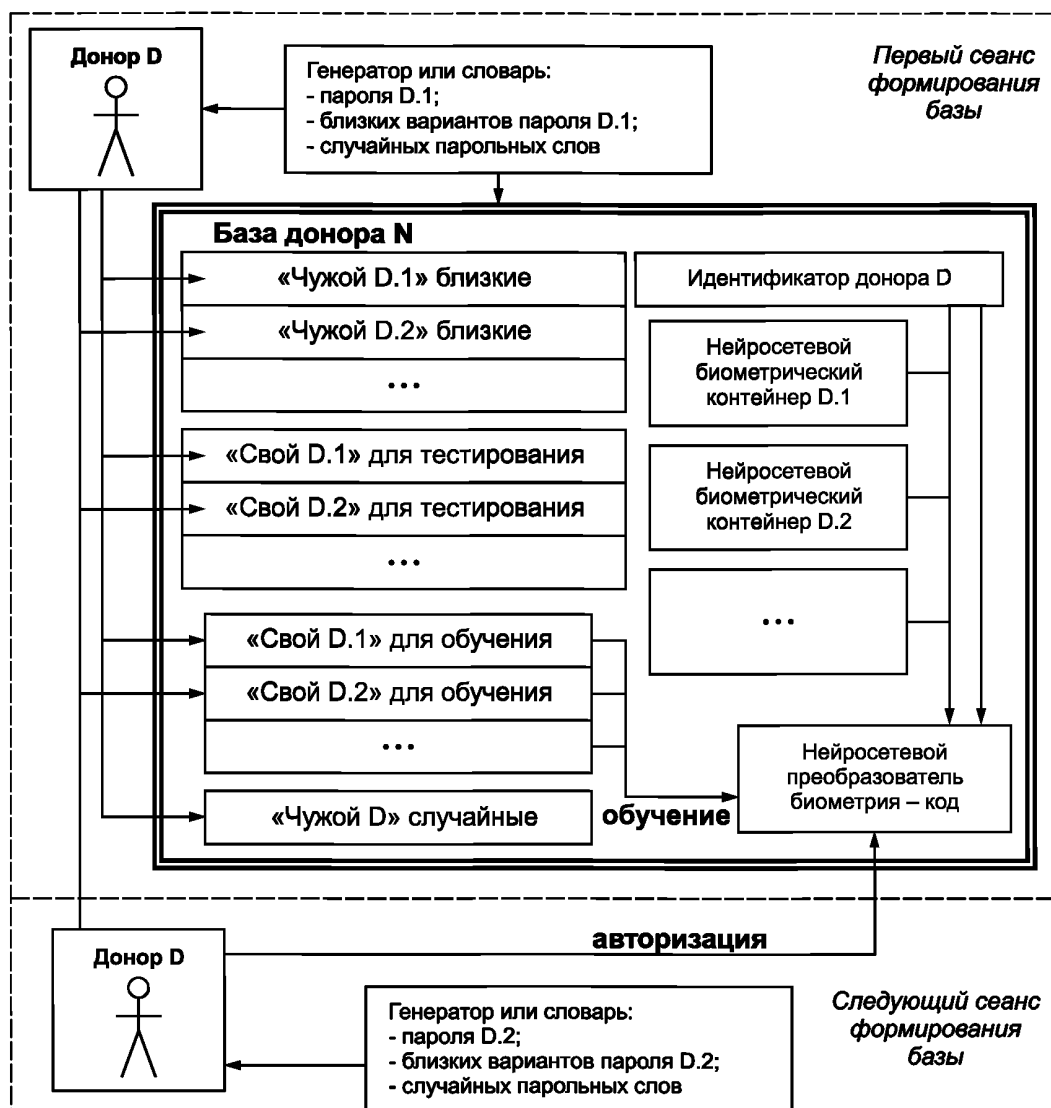 Донор D
Генератор или словарь:
- пароля D.1;
- близких вариантов пароля D.1;
- случайных парольных слов
Первый сеанс
формирования
базы
База донора N
«Чужой D.1» близкие
«Чужой D.2» близкие
...
«Свой D.1» для тестирования
«Свой D.2» для тестирования
...
«Свой D.1» для обучения
«Свой D.2» для обучения
...
«Чужой D» случайные
Идентификатор донора D
Нейросетевой
биометрический
контейнер D.1
Нейросетевой
биометрический
контейнер D.2
...
Нейросетевой
преобразователь
биометрия – код
обучение
авторизация
Донор D
Генератор или словарь:
- пароля D.2;
- близких вариантов пароля D.2;
- случайных парольных слов
Следующий сеанс
формирования
базы